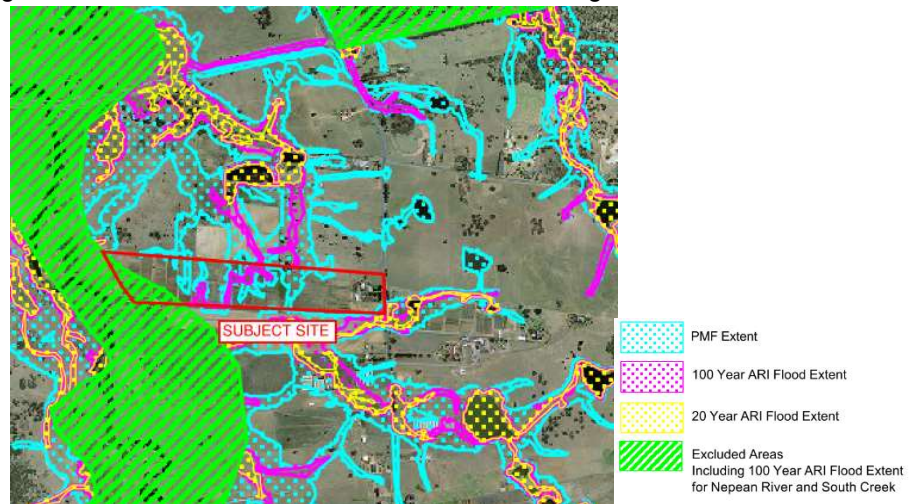 SUBJECT SITE
PMF Extent
100 Year ARI Flood Extent
20 Year ARI Flood Extent
Excluded Areas
Including 100 Year ARI Flood Extent
for Nepean River and South Creek